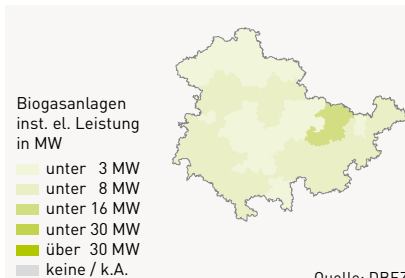 Biogasanlagen
inst. el. Leistung
in MW
unter 3 MW
unter 8 MW
unter 16 MW
unter 30 MW
über 30 MW
keine / k.A.
Quelle: DBFZ